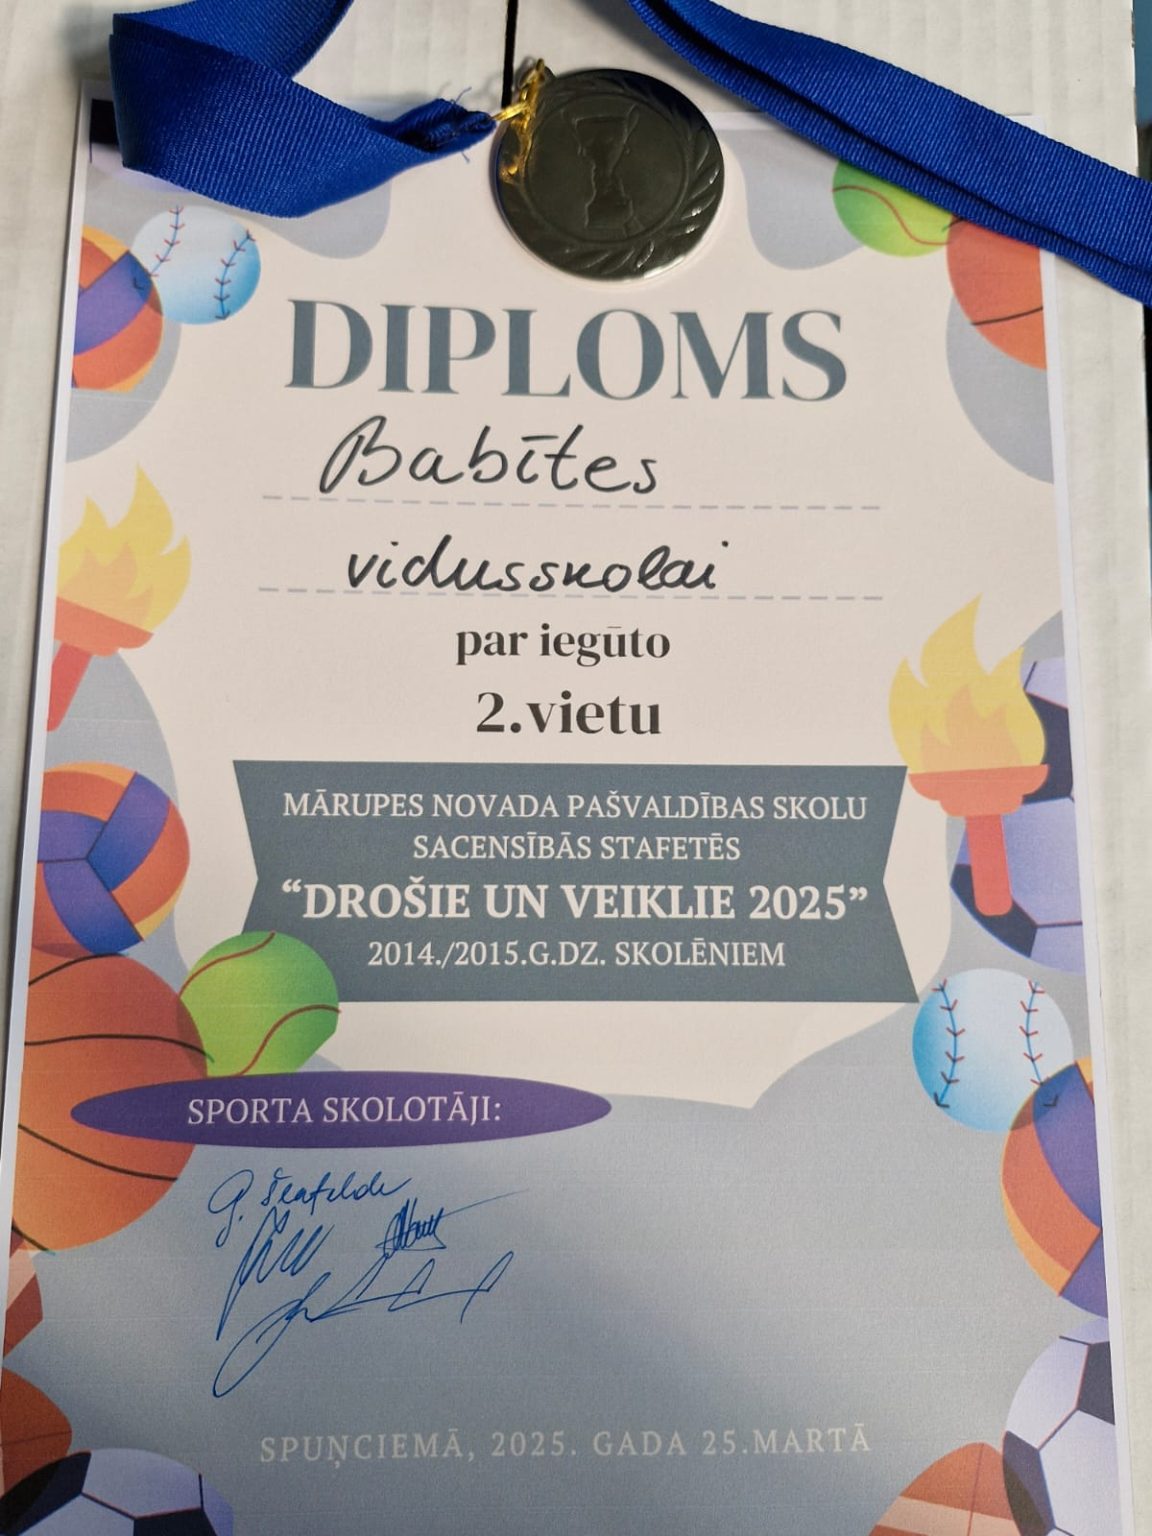 DIPLOMS
Babītes
vidusskolai
par iegūto
2.vietu
MĀRUPES NOVADA PAŠVALDĪBAS SKOLU
SACENSĪBĀS STAFETĒS
“DROŠIE UN VEIKLIE 2025”
2014./2015.G.DZ. SKOLĒNIEM
SPORTA SKOLOTĀJI:
SPUŅCIEMĀ, 2025. GADA 25.MARTĀ